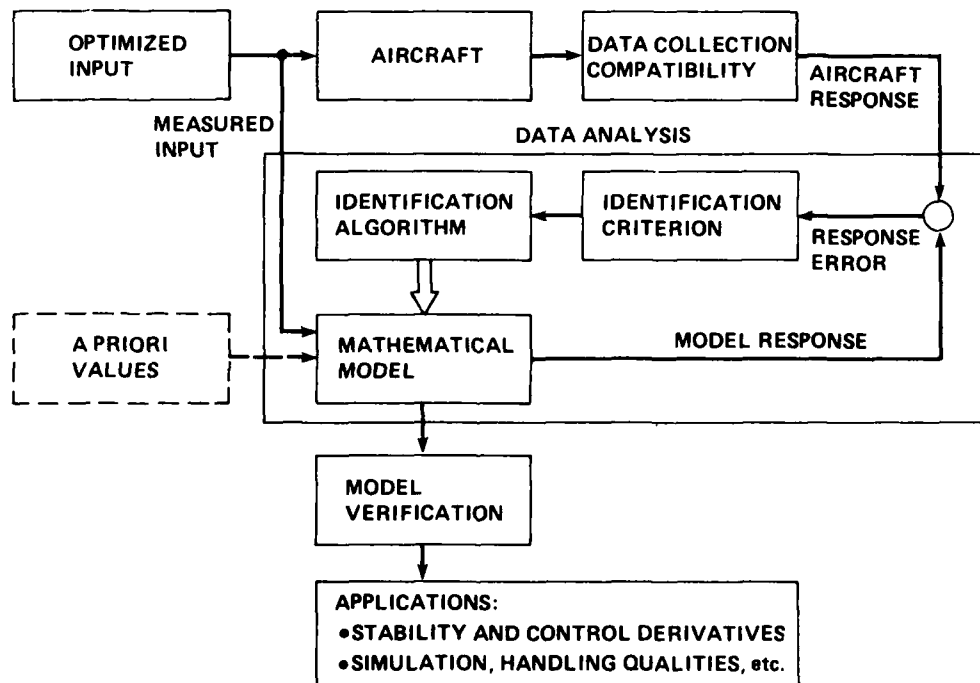 OPTIMIZED
INPUT
AIRCRAFT
DATA COLLECTION
COMPATIBILITY
AIRCRAFT
RESPONSE
MEASURED
INPUT
DATA ANALYSIS
IDENTIFICATION
ALGORITHM
IDENTIFICATION
CRITERION
RESPONSE
ERROR
A PRIORI
VALUES
MATHEMATICAL
MODEL
MODEL RESPONSE
MODEL
VERIFICATION
APPLICATIONS:
•STABILITY AND CONTROL DERIVATIVES
•SIMULATION, HANDLING QUALITIES, etc.